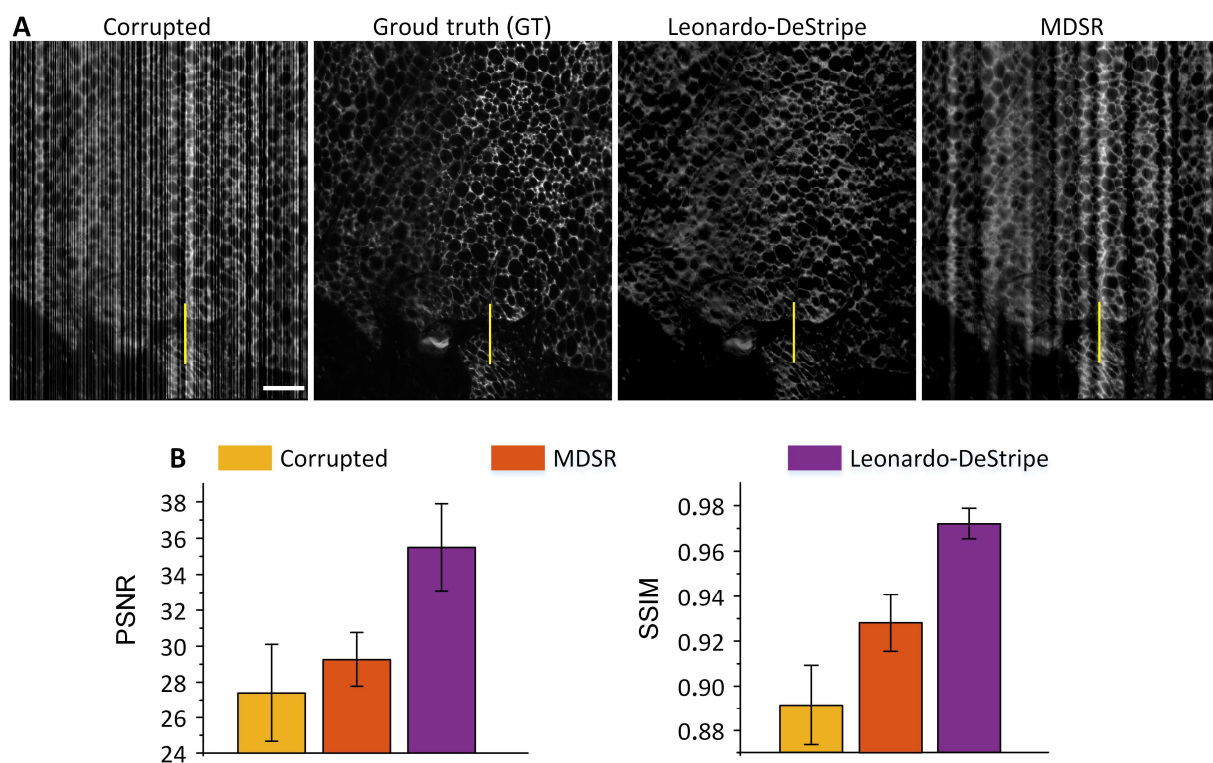 A
Corrupted
Groud truth (GT)
Leonardo-DeStripe
MDSR
B
Corrupted
MDSR
Leonardo-DeStripe
PSNR
38
36
34
32
30
28
26
24
SSIM
0.98
0.96
0.94
0.92
0.90
0.88